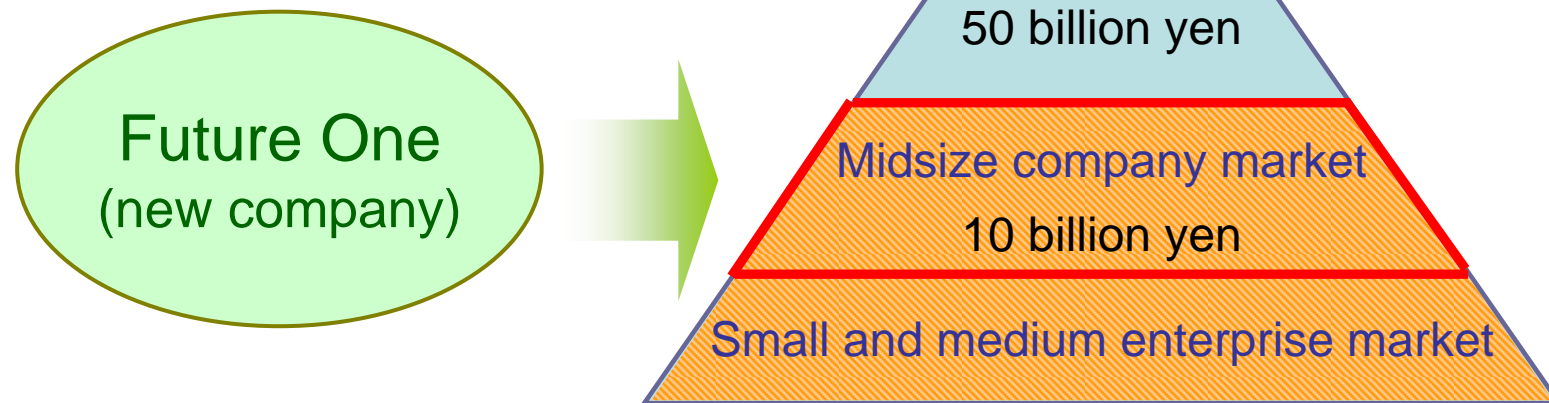 Future One
(new company)
50 billion yen
Midsize company market
10 billion yen
Small and medium enterprise market